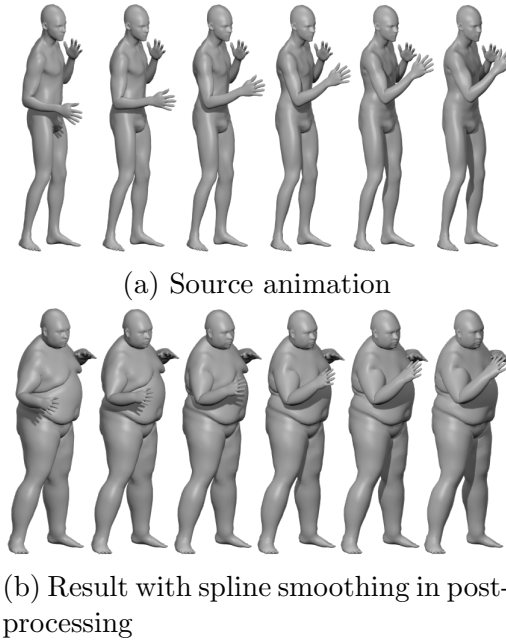 (a) Source animation
(b) Result with spline smoothing in post-
processing